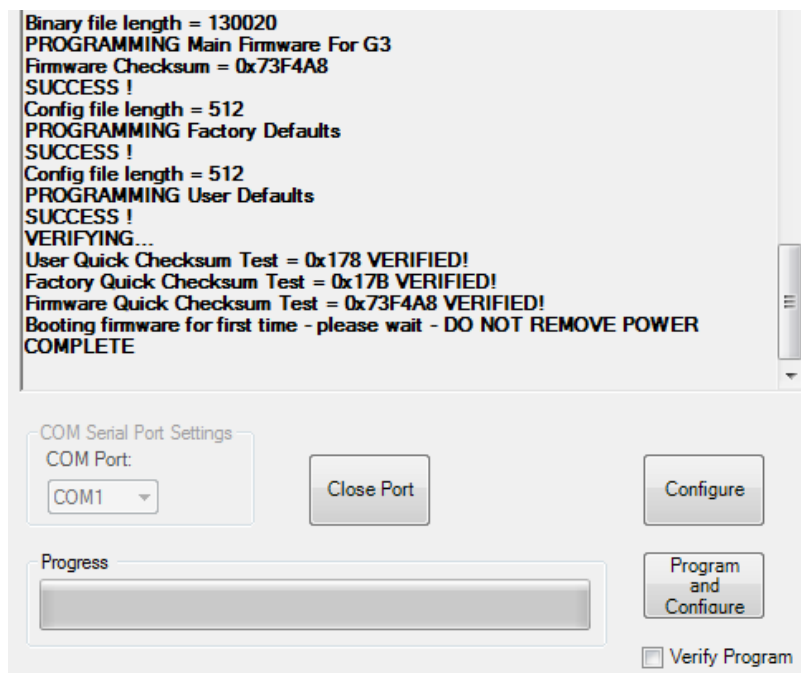 Binary file length = 130020
PROGRAMMING Main Firmware For G3
Firmware Checksum = 0x73F4A8
SUCCESS !
Config file length = 512
PROGRAMMING Factory Defaults
SUCCESS !
Config file length = 512
PROGRAMMING User Defaults
SUCCESS !
VERIFYING...
User Quick Checksum Test = 0x178 VERIFIED!
Factory Quick Checksum Test = 0x17B VERIFIED!
Firmware Quick Checksum Test = 0x73F4A8 VERIFIED!
Booting firmware for first time - please wait - DO NOT REMOVE POWER
COMPLETE
COM Serial Port Settings
COM Port:
COM1
Close Port
Configure
Progress
Program
and
Configure
Verify Program